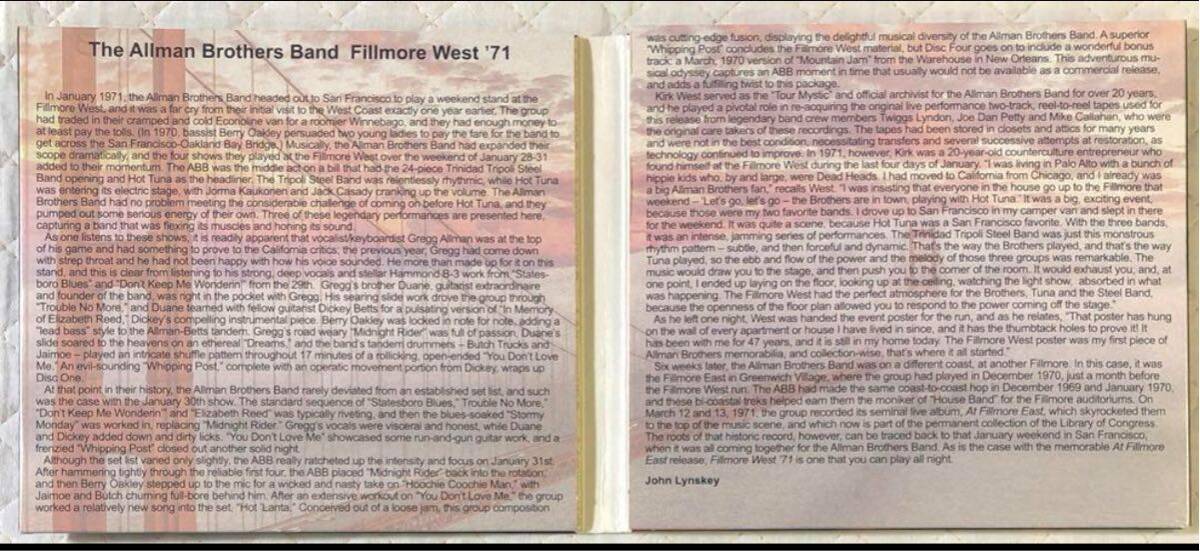 The Allman Brothers Band Fillmore West '71
In January 1971, the Allman Brothers Band headed out to San Francisco to play a weekend stand at the
Fillmore West, and it was a far cry from their initial visit to the West Coast exactly one year earlier. The group
had traded in their cramped and cold Econoline van for a roomier Winnebago, and they had enough money to
at least pay the tolls. (In 1970, bassist Berry Oakley persuaded two young ladies to pay the fare for the band to
get across the San Francisco-Oakland Bay Bridge.) Musically, the Allman Brothers Band had expanded their
scope dramatically, and the four shows they played at the Fillmore West over the weekend of January 28-31
added to their momentum. The ABB was the middle act on a bill that had the 24-piece Trinidad Tripoli Steel
Band opening and Hot Tuna as the headliner. The Tripoli Steel Band was relentlessly rhythmic, while Hot Tuna
was entering its electric stage, with Jorma Kaukonen and Jack Casady cranking up the volume. The Allman
Brothers Band had no problem meeting the considerable challenge of coming on before Hot Tuna, and they
pumped out some serious energy of their own. Three of these legendary performances are presented here,
capturing a band that was flexing its muscles and honing its sound.
As one listens to these shows, it is readily apparent that vocalist/keyboardist Gregg Allman was at the top
of his game and had something to prove to the California critics; the previous year, Gregg had come down
with strep throat and he had not been happy with how his voice sounded. He more than made up for it on this
stand, and this is clear from listening to his strong, deep vocals and stellar Hammond B-3 work from "States-
boro Blues" and "Don't Keep Me Wonderin'" from the 29th. Gregg's brother Duane, guitarist extraordinaire
and founder of the band, was right in the pocket with Gregg. His searing slide work drove the group through
"Trouble No More," and Duane teamed with fellow guitarist Dickey Betts for a pulsating version of "In Memory
of Elizabeth Reed," Dickey's compelling instrumental piece. Berry Oakley was locked in note for note, adding a
"lead bass" style to the Allman-Betts tandem. Gregg's road weary "Midnight Rider" was full of passion, Duane's
slide soared to the heavens on an ethereal "Dreams," and the band's tandem drummers – Butch Trucks and
Jaimoe – played an intricate shuffle pattern throughout 17 minutes of a rollicking, open-ended "You Don't Love
Me." An evil-sounding "Whipping Post," complete with an operatic movement portion from Dickey, wraps up
Disc One.
At that point in their history, the Allman Brothers Band rarely deviated from an established set list, and such
was the case with the January 30th show. The standard sequence of "Statesboro Blues," Trouble No More,"
"Don't Keep Me Wonderin'" and "Elizabeth Reed" was typically riveting, and then the blues-soaked "Stormy
Monday" was worked in, replacing "Midnight Rider." Gregg's vocals were visceral and honest, while Duane
and Dickey added down and dirty licks. "You Don't Love Me" showcased some run-and-gun guitar work, and a
frenzied "Whipping Post" closed out another solid night.
Although the set list varied only slightly, the ABB really ratcheted up the intensity and focus on January 31st.
After hammering tightly through the reliable first four, the ABB placed "Midnight Rider" back into the rotation,
and then Berry Oakley stepped up to the mic for a wicked and nasty take on "Hoochie Coochie Man," with
Jaimoe and Butch churning full-bore behind him. After an extensive workout on "You Don't Love Me," the group
worked a relatively new song into the set, "Hot 'Lanta." Conceived out of a loose jam, this group composition
was cutting-edge fusion, displaying the delightful musical diversity of the Allman Brothers Band. A superior
"Whipping Post" concludes the Fillmore West material, but Disc Four goes on to include a wonderful bonus
track: a March, 1970 version of "Mountain Jam" from the Warehouse in New Orleans. This adventurous mu-
sical odyssey captures an ABB moment in time that usually would not be available as a commercial release,
and adds a fulfilling twist to this package.
Kirk West served as the "Tour Mystic" and official archivist for the Allman Brothers Band for over 20 years,
and he played a pivotal role in re-acquiring the original live performance two-track, reel-to-reel tapes used for
this release from legendary band crew members Twiggs Lyndon, Joe Dan Petty and Mike Callahan, who were
the original care takers of these recordings. The tapes had been stored in closets and attics for many years
and were not in the best condition, necessitating transfers and several successive attempts at restoration, as
technology continued to improve. In 1971, however, Kirk was a 20-year-old counterculture entrepreneur who
found himself at the Fillmore West during the last four days of January. "I was living in Palo Alto with a bunch of
hippie kids who, by and large, were Dead Heads. I had moved to California from Chicago, and I already was
a big Allman Brothers fan," recalls West. "I was insisting that everyone in the house go up to the Fillmore that
weekend – 'Let's go, let's go – the Brothers are in town, playing with Hot Tuna.' It was a big, exciting event,
because those were my two favorite bands. I drove up to San Francisco in my camper van and slept in there
for the weekend. It was quite a scene, because Hot Tuna was a San Francisco favorite. With the three bands,
it was an intense, jamming series of performances. The Trinidad Tripoli Steel Band was just this monstrous
rhythm pattern – subtle, and then forceful and dynamic. That's the way the Brothers played, and that's the way
Tuna played, so the ebb and flow of the power and the melody of those three groups was remarkable. The
music would draw you to the stage, and then push you to the corner of the room. It would exhaust you, and, at
one point, I ended up laying on the floor, looking up at the ceiling, watching the light show, absorbed in what
was happening. The Fillmore West had the perfect atmosphere for the Brothers, Tuna and the Steel Band,
because the openness of the floor plan allowed you to respond to the power coming off the stage."
As he left one night, West was handed the event poster for the run, and as he relates, "That poster has hung
on the wall of every apartment or house I have lived in since, and it has the thumbtack holes to prove it! It
has been with me for 47 years, and it is still in my home today. The Fillmore West poster was my first piece of
Allman Brothers memorabilia, and collection-wise, that's where it all started."
Six weeks later, the Allman Brothers Band was on a different coast, at another Fillmore. In this case, it was
the Fillmore East in Greenwich Village, where the group had played in December 1970, just a month before
the Fillmore West run. The ABB had made the same coast-to-coast hop in December 1969 and January 1970,
and these bi-coastal treks helped earn them the moniker of "House Band" for the Fillmore auditoriums. On
March 12 and 13, 1971, the group recorded its seminal live album, At Fillmore East, which skyrocketed them
to the top of the music scene, and which now is part of the permanent collection of the Library of Congress.
The roots of that historic record, however, can be traced back to that January weekend in San Francisco,
when it was all coming together for the Allman Brothers Band. As is the case with the memorable At Fillmore
East release, Fillmore West '71 is one that you can play all night.
John Lynskey